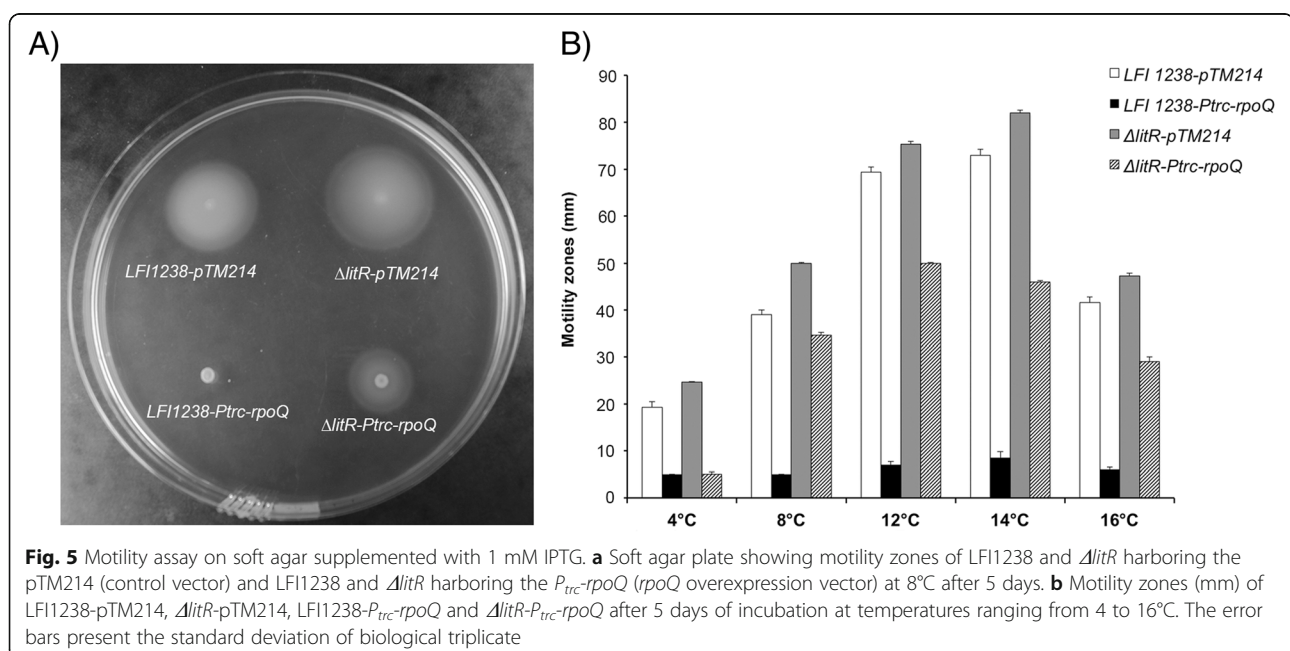 A)
LFI1238-pTM214
ΔlitR-pTM214
LFI1238-Ptrc-rpoQ
ΔlitR-Ptrc-rpoQ
B)
Motility zones (mm)
90
80
70
60
50
40
30
20
10
0
4°C
8°C
12°C
14°C
16°C
LFI 1238-pTM214
LFI 1238-Ptrc-rpoQ
ΔlitR-pTM214
ΔlitR-Ptrc-rpoQ
Fig. 5 Motility assay on soft agar supplemented with 1 mM IPTG. a Soft agar plate showing motility zones of LFI1238 and ΔlitR harboring the
pTM214 (control vector) and LFI1238 and ΔlitR harboring the Ptrc-rpoQ (rpoQ overexpression vector) at 8°C after 5 days. b Motility zones (mm) of
LFI1238-pTM214, ΔlitR-pTM214, LFI1238-Ptrc-rpoQ and ΔlitR-Ptrc-rpoQ after 5 days of incubation at temperatures ranging from 4 to 16°C. The error
bars present the standard deviation of biological triplicate